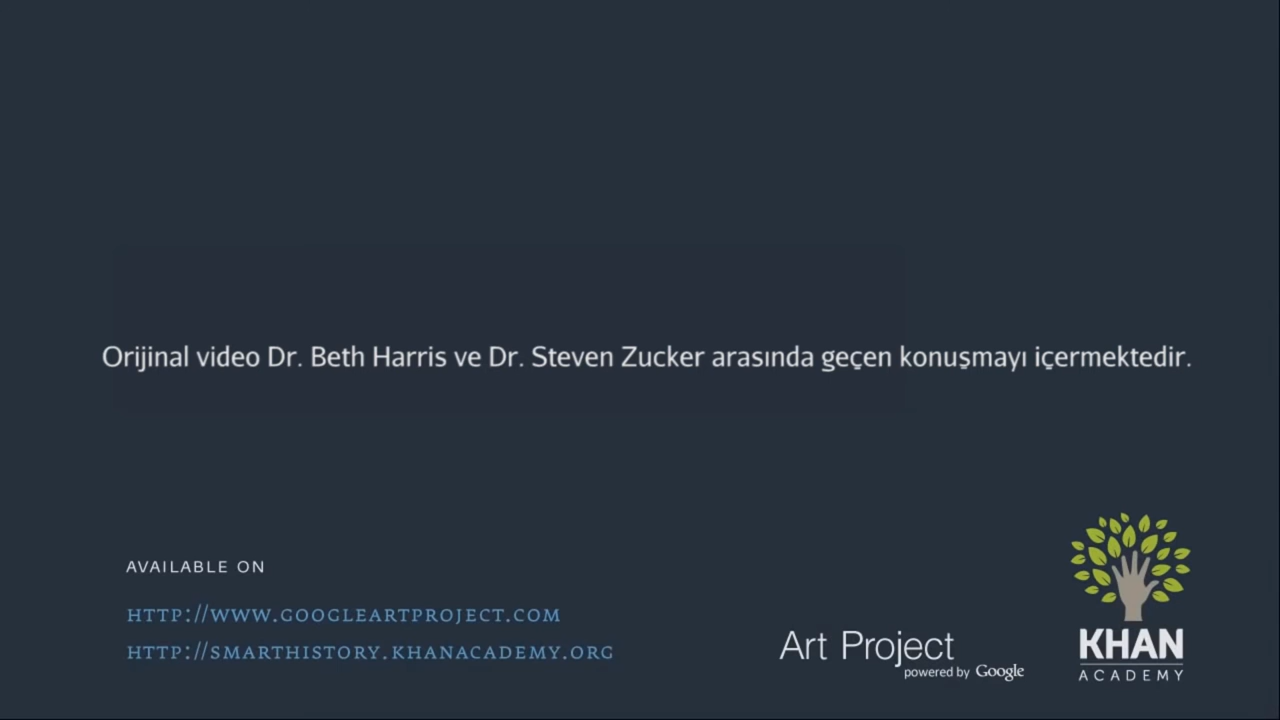 Orijinal video Dr. Beth Harris ve Dr. Steven Zucker arasında geçen konuşmayı içermektedir.
AVAILABLE ON
HTTP://WWW.GOOGLEARTPROJECT.COM
HTTP://SMARTHISTORY.KHANACADEMY.ORG
Art Project
powered by Google
KHAN
ACADEMY